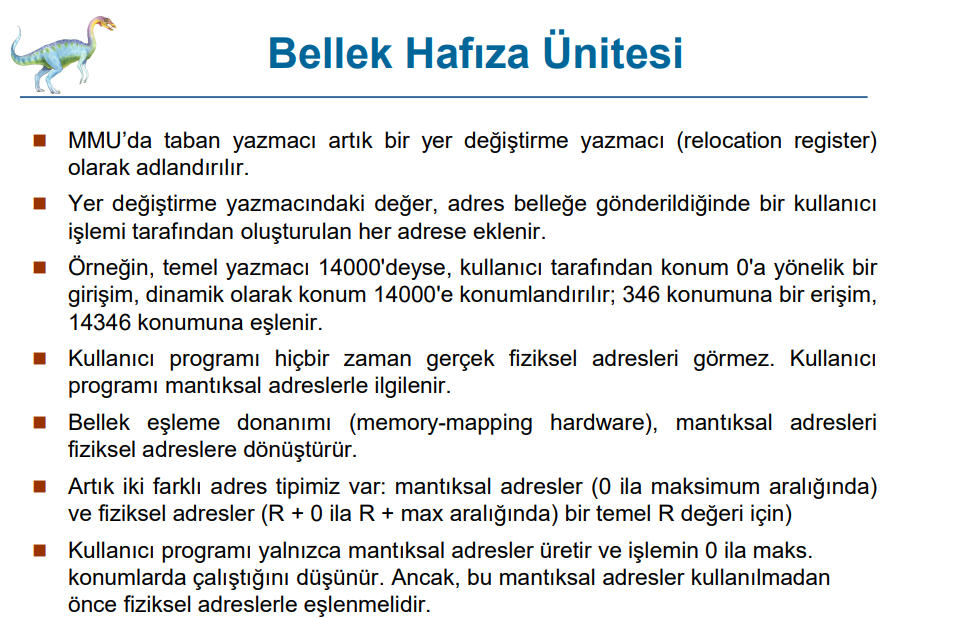 Bellek Hafıza Ünitesi
MMU’da taban yazmacı artık bir yer değiştirme yazmacı (relocation register)
olarak adlandırılır.
Yer değiştirme yazmacındaki değer, adres belleğe gönderildiğinde bir kullanıcı
işlemi tarafından oluşturulan her adrese eklenir.
Örneğin, temel yazmacı 14000'deyse, kullanıcı tarafından konum 0'a yönelik bir
girişim, dinamik olarak konum 14000'e konumlandırılır; 346 konumuna bir erişim,
14346 konumuna eşlenir.
Kullanıcı programı hiçbir zaman gerçek fiziksel adresleri görmez. Kullanıcı
programı mantıksal adreslerle ilgilenir.
Bellek eşleme donanımı (memory-mapping hardware), mantıksal adresleri
fiziksel adreslere dönüştürür.
Artık iki farklı adres tipimiz var: mantıksal adresler (0 ila maksimum aralığında)
ve fiziksel adresler (R + 0 ila R + max aralığında) bir temel R değeri için)
Kullanıcı programı yalnızca mantıksal adresler üretir ve işlemin 0 ila maks.
konumlarda çalıştığını düşünür. Ancak, bu mantıksal adresler kullanılmadan
önce fiziksel adreslerle eşlenmelidir.